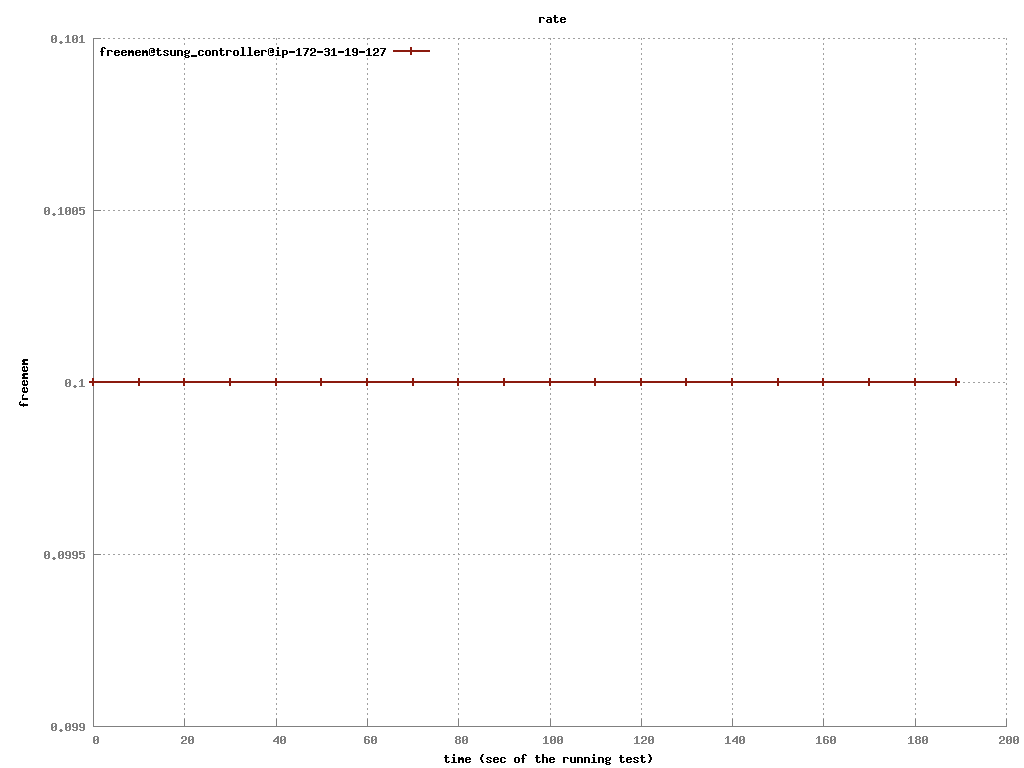 rate
0.101
freemem@tsung_controller@ip-172-31-19-127
0.1005
0.1
0.0995
0.099
freemem
0 20 40 60 80 100 120 140 160 180 200
time (sec of the running test)